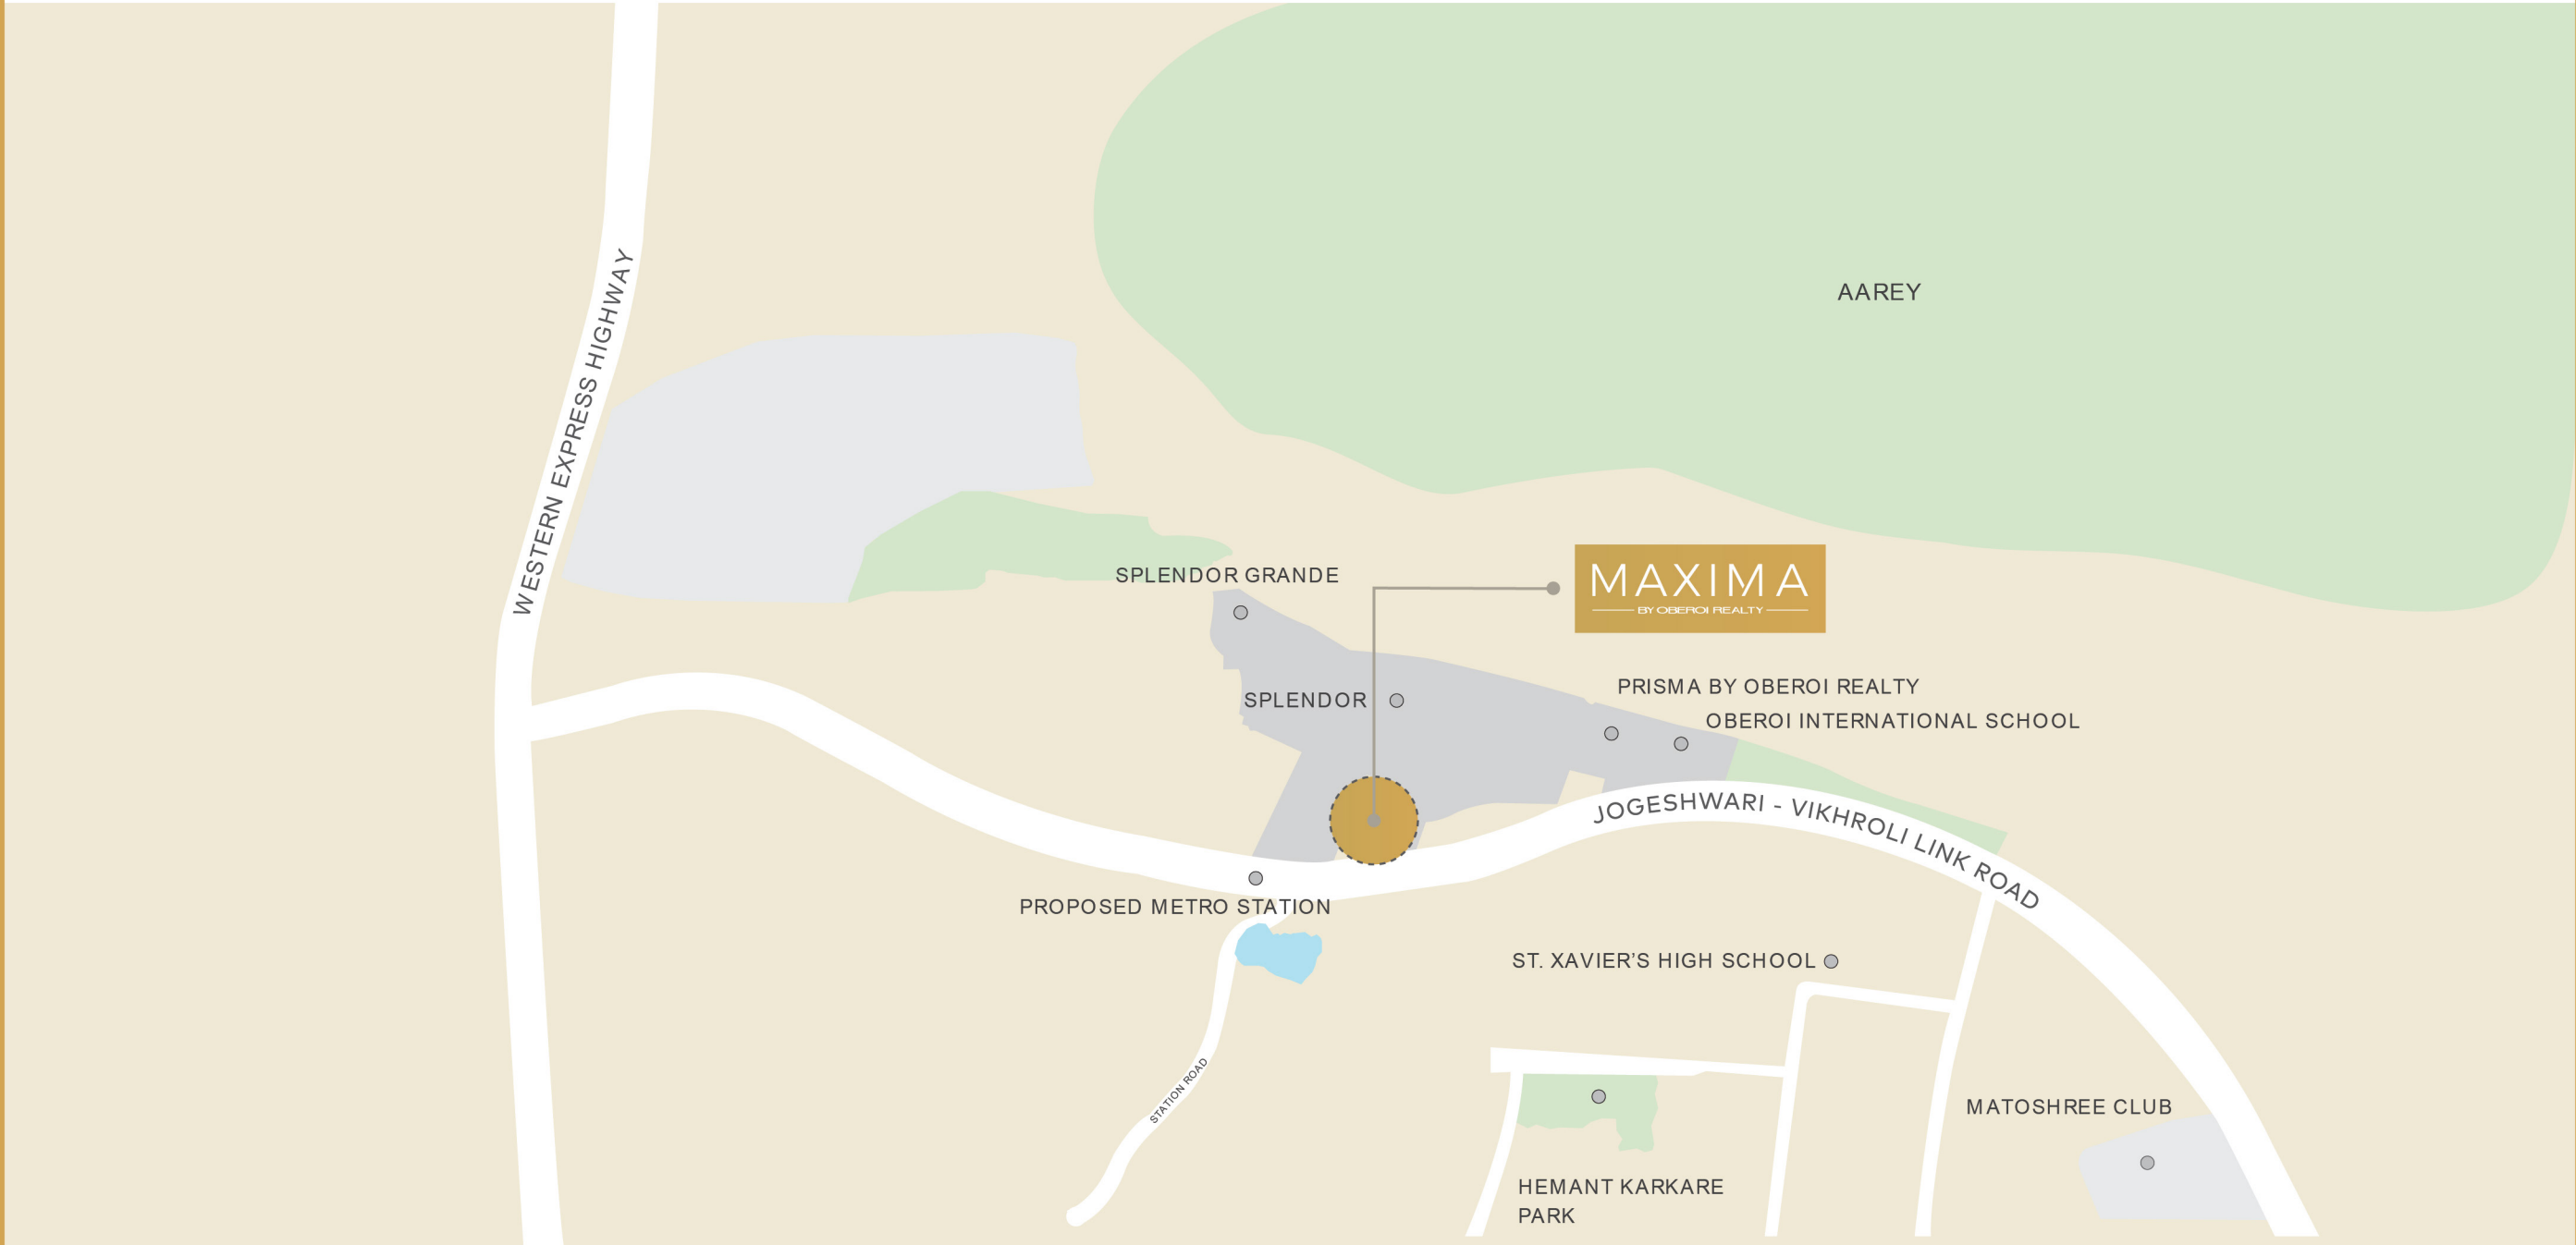 WESTERN EXPRESS HIGHWAY
AAREY
SPLENDOR GRANDE
MAXIMA
BY OBEROI REALTY
SPLENDOR
PRISMA BY OBEROI REALTY
OBEROI INTERNATIONAL SCHOOL
JOGESHWARI - VIKHROLI LINK ROAD
PROPOSED METRO STATION
ST. XAVIER’S HIGH SCHOOL
STATION ROAD
MATOSHREE CLUB
HEMANT KARKARE
PARK